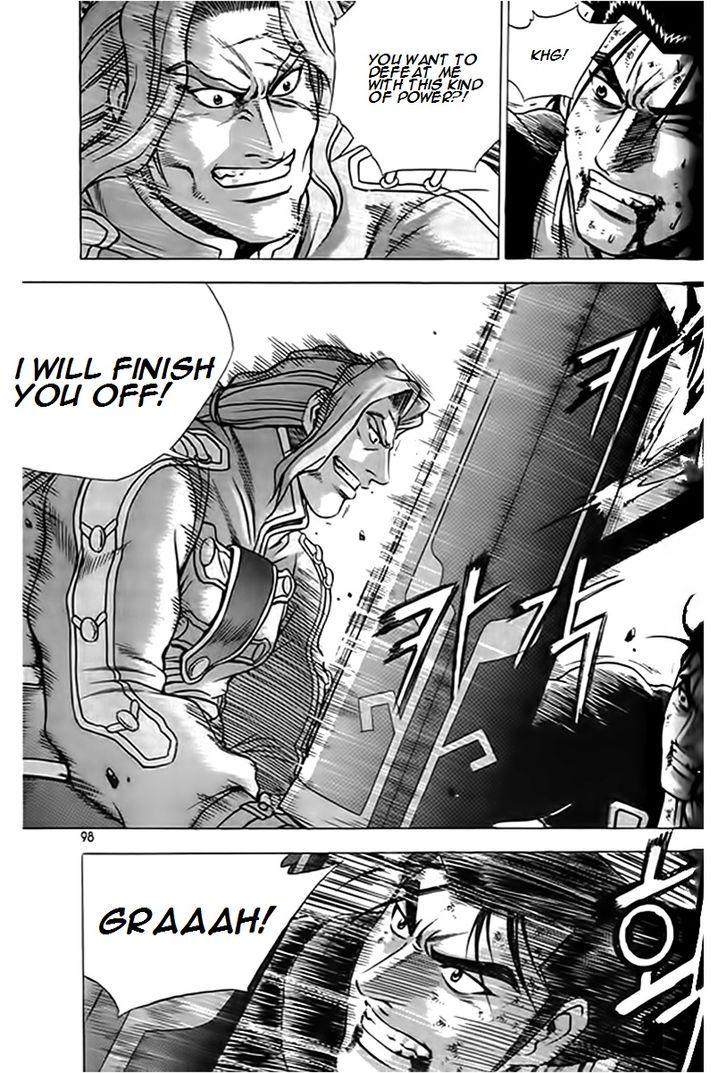 YOU WANT TO
DEFEAT ME
WITH THIS KIND
OF POWER?!
KHG!
I WILL FINISH
YOU OFF!
카
카
각
98
GRAAAH!
와